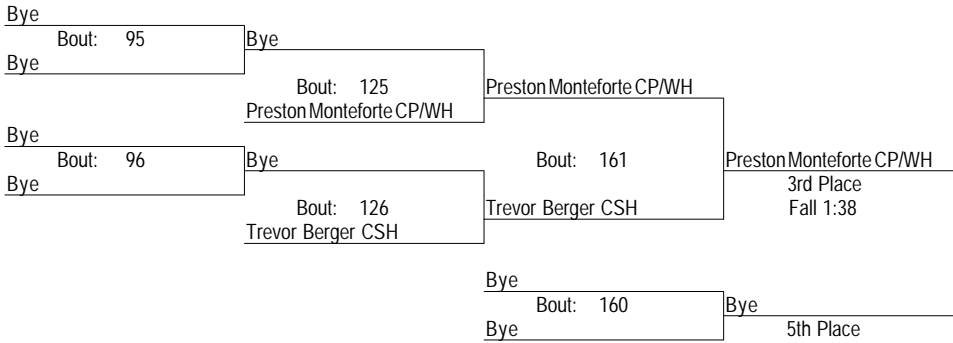 Bye
Bout: 95 Bye
Bye
Bout: 125 Preston Monteforte CP/WH
Preston Monteforte CP/WH
Bye
Bout: 96 Bye Bout: 161 Preston Monteforte CP/WH
Bye 3rd Place
Bout: 126 Trevor Berger CSH Fall 1:38
Trevor Berger CSH
Bye
Bout: 160 Bye
Bye 5th Place